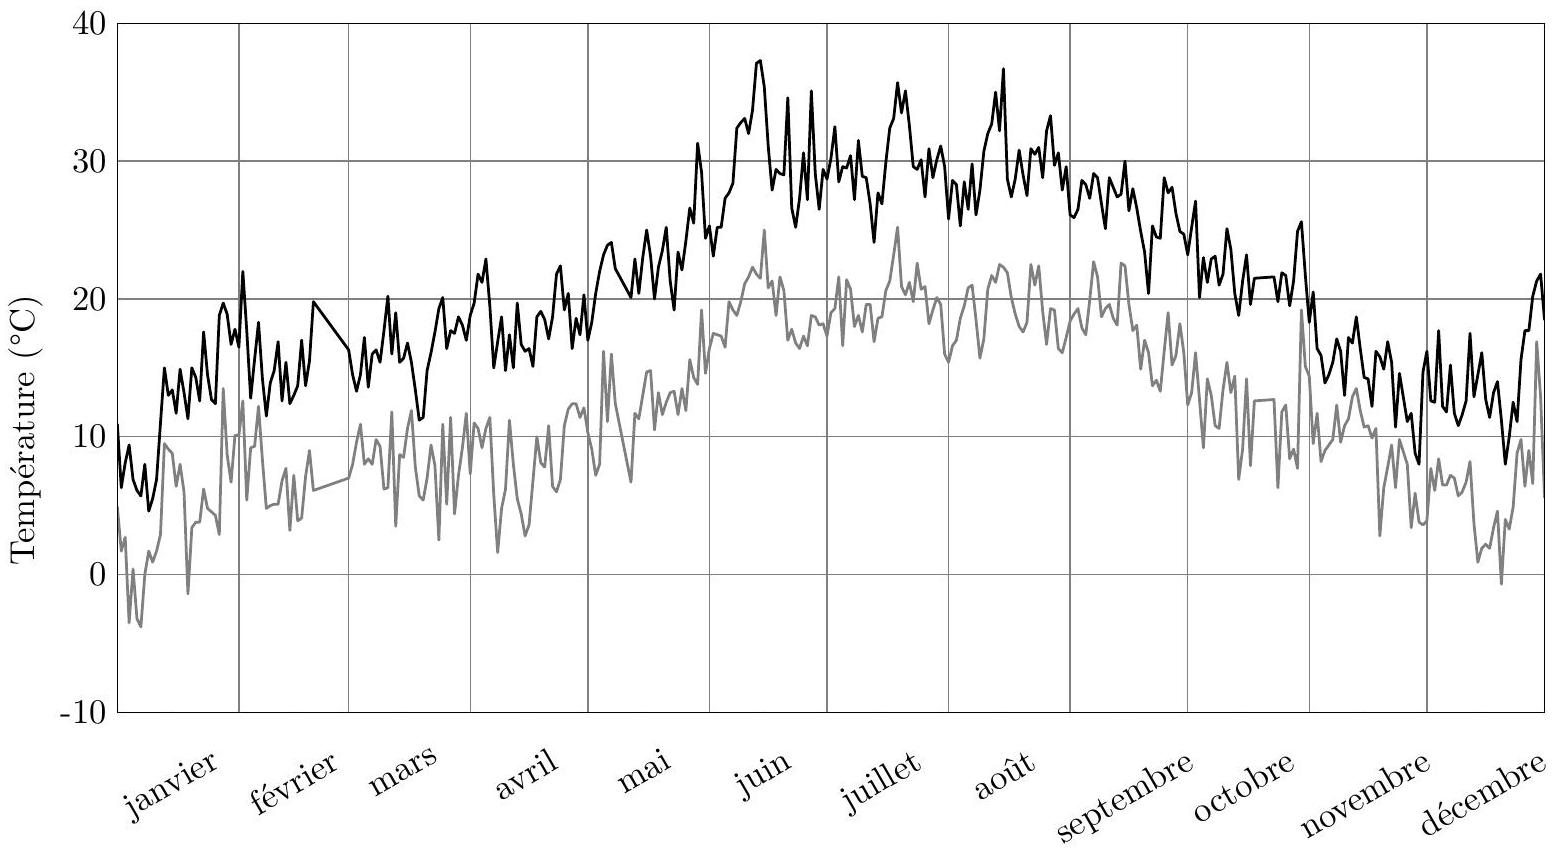 40
30
20
10
0
-10
Température (°C)
janvier
février
mars
avril
mai
juin
juillet
août
septembre
octobre
novembre
décembre